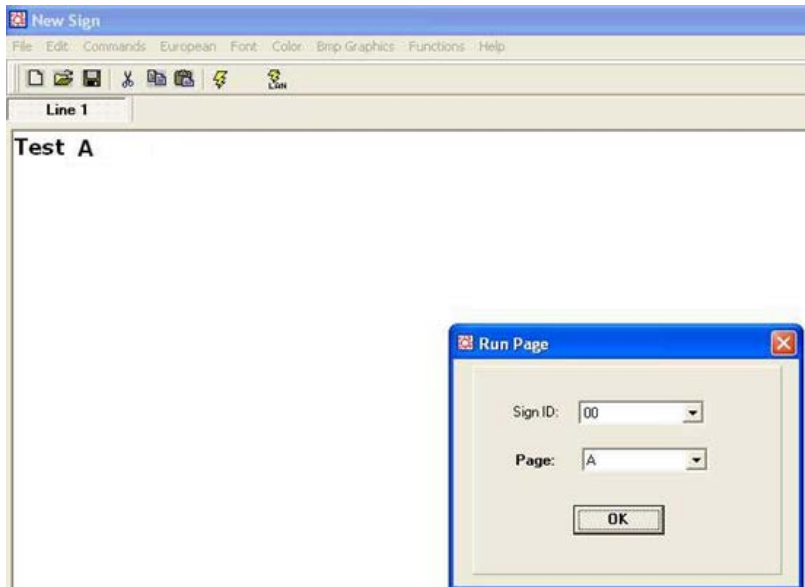 New Sign
File Edit Commands European Font Color Bmp Graphics Functions Help
LAN
Line 1
Test A
Run Page
Sign ID: 00
Page: A
OK